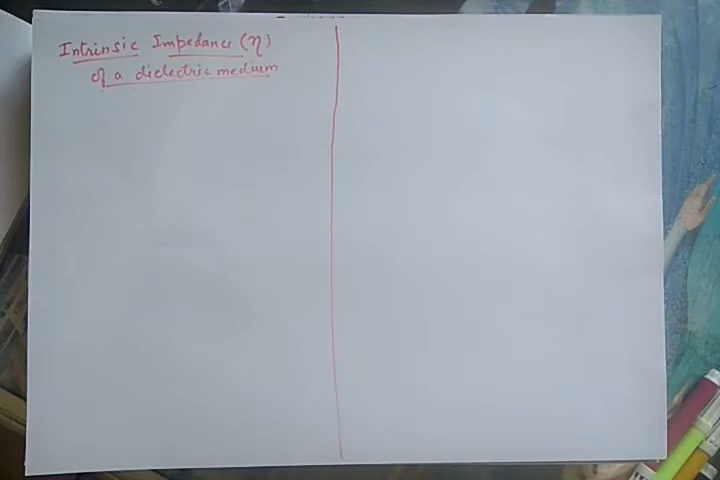 Intrinsic Impedance (η)
of a dielectric medium